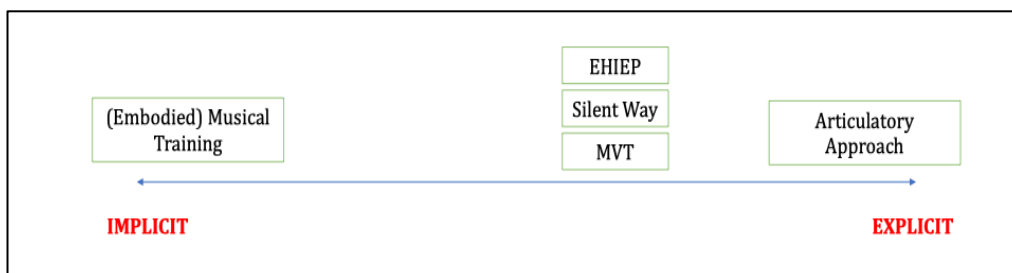 EHIEP
(Embodied) Musical
Training
Silent Way
Articulatory
Approach
MVT
IMPLICIT
EXPLICIT